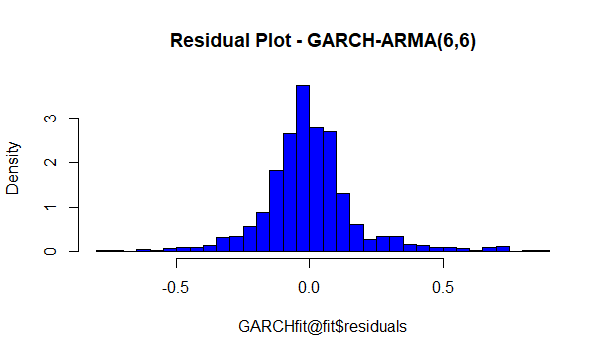 Residual Plot - GARCH-ARMA(6,6)
Density
3
2
1
0
-0.5 0.0 0.5
GARCHfit@fit$residuals